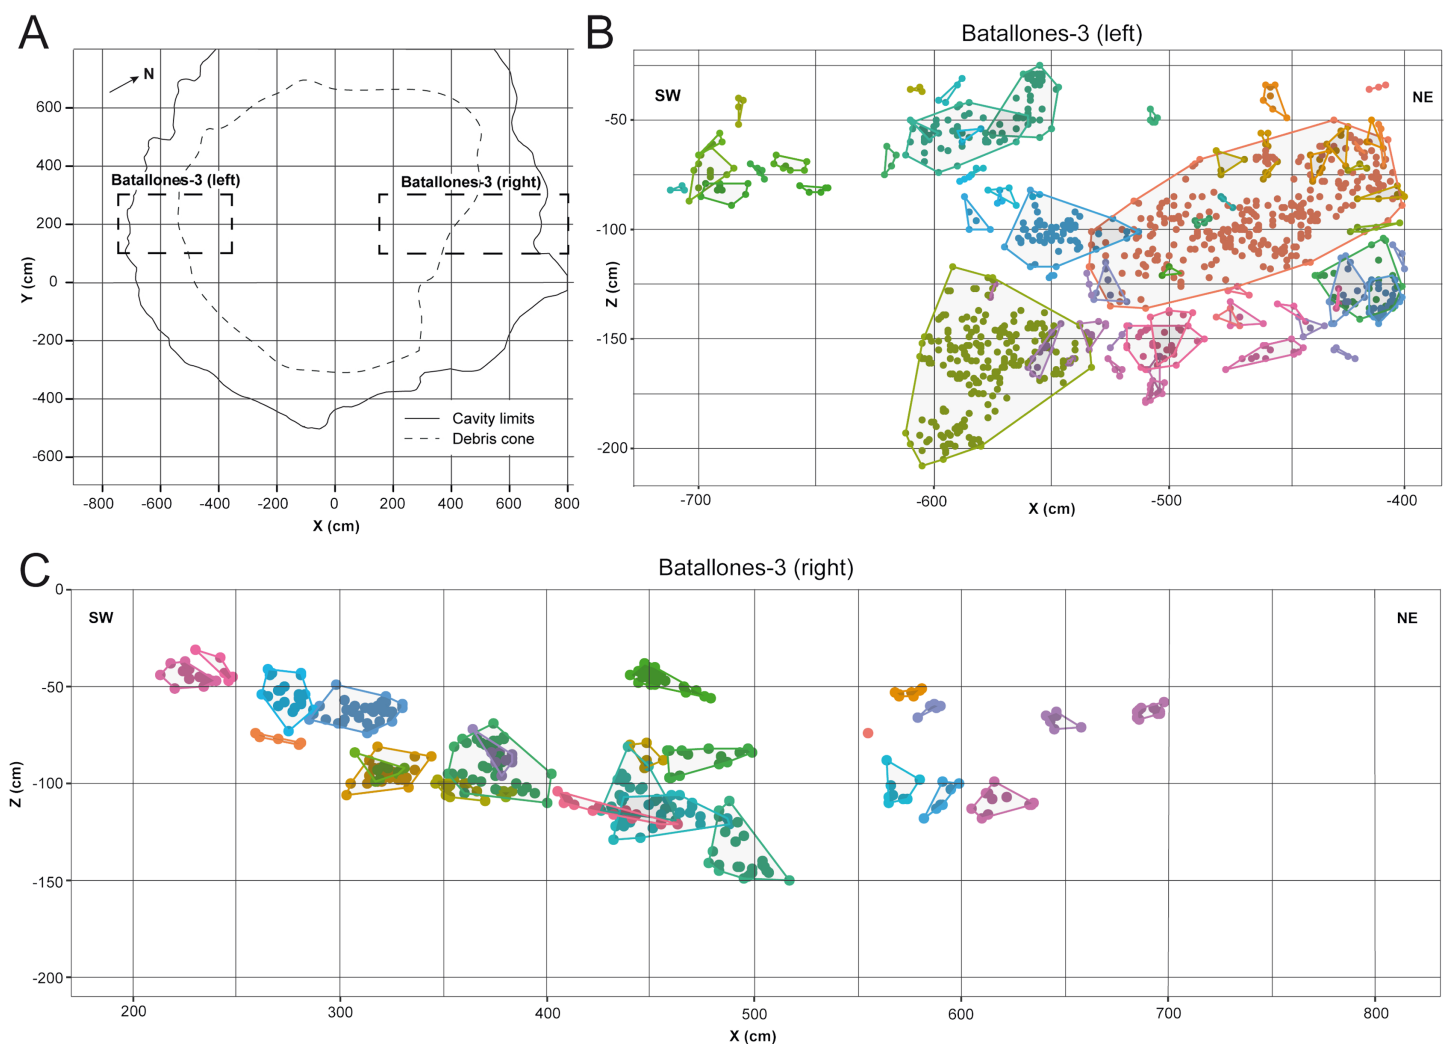 A
N
600
400
200
0
-200
-400
-600
Y (cm)
Batallones-3 (left)
Batallones-3 (right)
Cavity limits
Debris cone
-800
-600
-400
-200
0
200
400
600
800
X (cm)
B
Batallones-3 (left)
SW
NE
-50
-100
-150
-200
Z (cm)
-700
-600
-500
-400
X (cm)
C
Batallones-3 (right)
SW
NE
0
-50
-100
-150
-200
Z (cm)
200
300
400
500
600
700
800
X (cm)